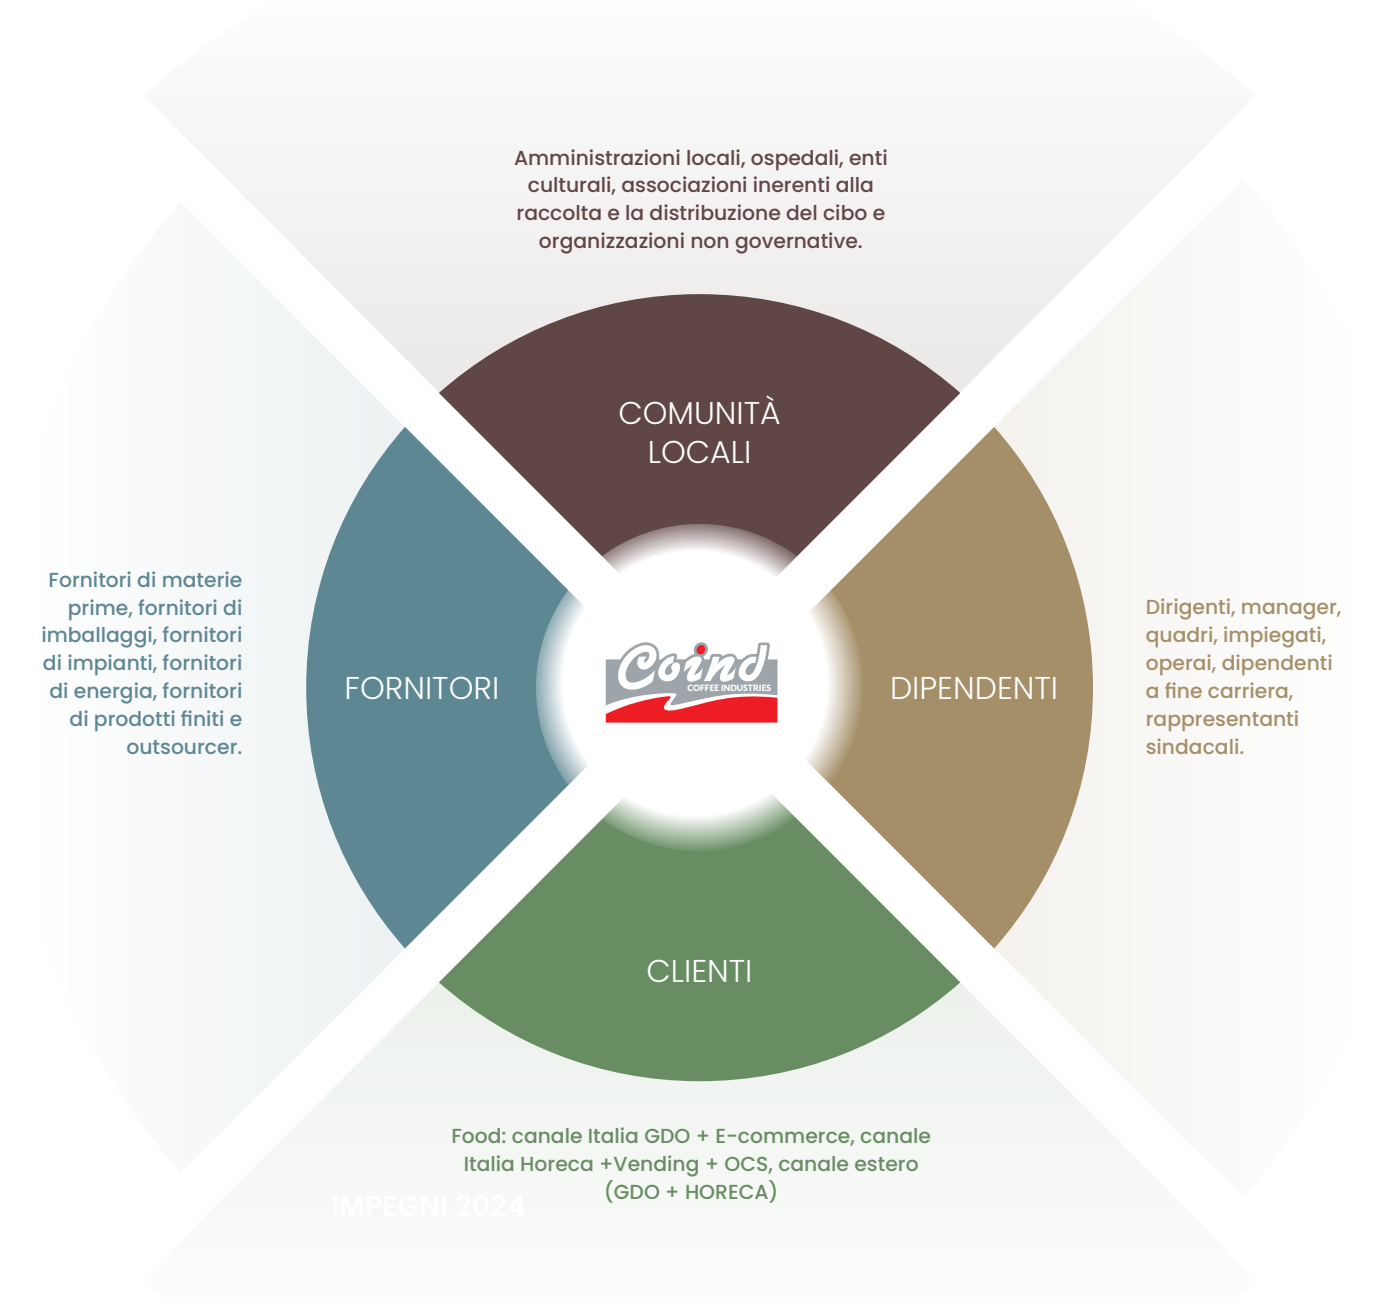 Amministrazioni locali, ospedali, enti
culturali, associazioni inerenti alla
raccolta e la distribuzione del cibo e
organizzazioni non governative.
COMUNITÀ
LOCALI
Fornitori di materie
prime, fornitori di
imballaggi, fornitori
di impianti, fornitori
di energia, fornitori
di prodotti finiti e
outsourcer.
FORNITORI
Coind
COFFEE INDUSTRIES
DIPENDENTI
Dirigenti, manager,
quadri, impiegati,
operai, dipendenti
a fine carriera,
rappresentanti
sindacali.
CLIENTI
Food: canale Italia GDO + E-commerce, canale
Italia Horeca +Vending + OCS, canale estero
(GDO + HORECA)
IMPEGNI 2024